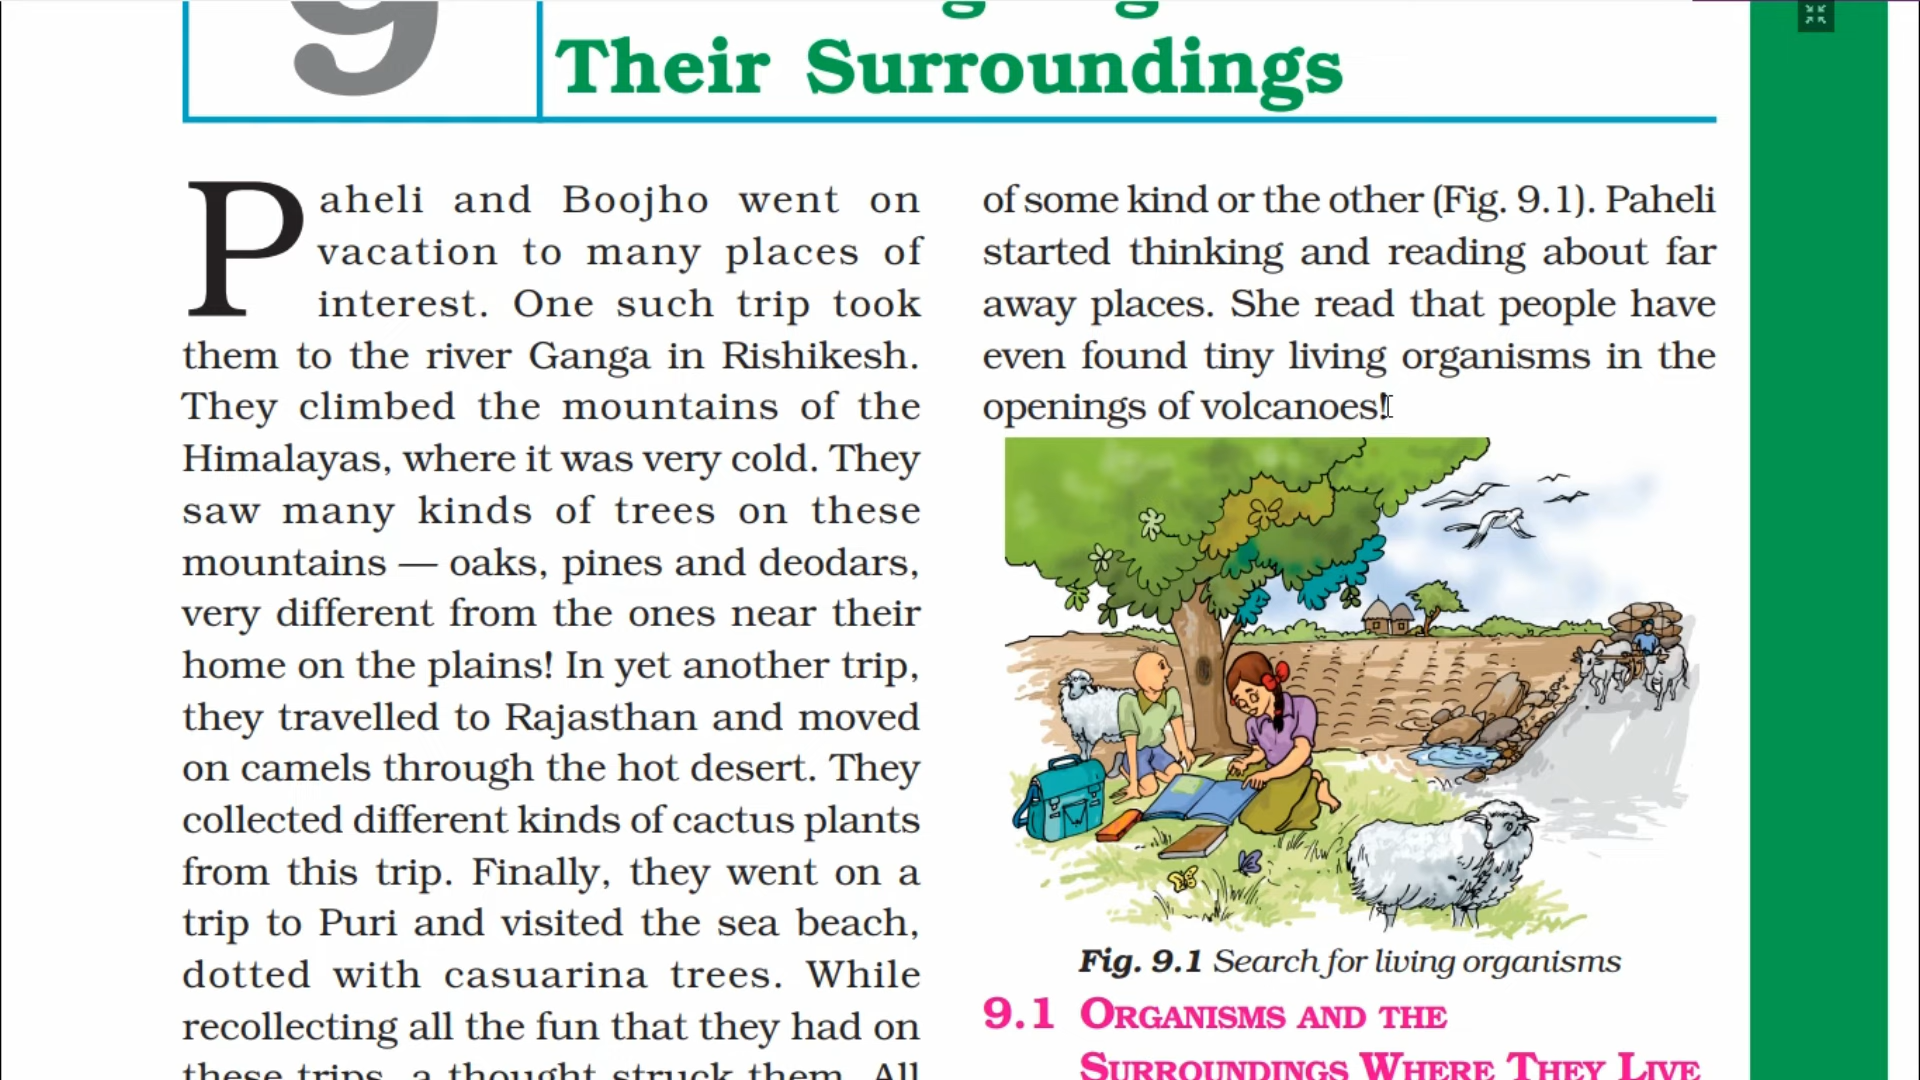 9
Their Surroundings
Paheli and Boojho went on
vacation to many places of
interest. One such trip took
them to the river Ganga in Rishikesh.
They climbed the mountains of the
Himalayas, where it was very cold. They
saw many kinds of trees on these
mountains — oaks, pines and deodars,
very different from the ones near their
home on the plains! In yet another trip,
they travelled to Rajasthan and moved
on camels through the hot desert. They
collected different kinds of cactus plants
from this trip. Finally, they went on a
trip to Puri and visited the sea beach,
dotted with casuarina trees. While
recollecting all the fun that they had on
these trips, a thought struck them. All
of some kind or the other (Fig. 9.1). Paheli
started thinking and reading about far
away places. She read that people have
even found tiny living organisms in the
openings of volcanoes!
Fig. 9.1 Search for living organisms
9.1 ORGANISMS AND THE
SURROUNDINGS WHERE THEY LIVE